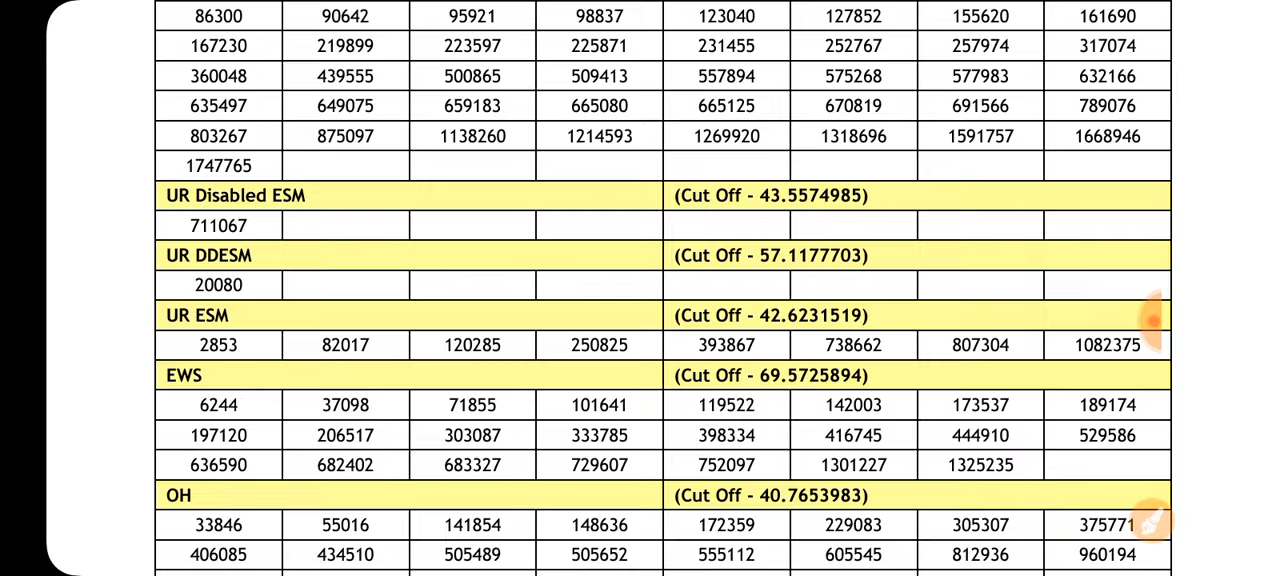 86300 90642 95921 98837 123040 127852 155620 161690
167230 219899 223597 225871 231455 252767 257974 317074
360048 439555 500865 509413 557894 575268 577983 632166
635497 649075 659183 665080 665125 670819 691566 789076
803267 875097 1138260 1214593 1269920 1318696 1591757 1668946
1747765
UR Disabled ESM (Cut Off - 43.5574985)
711067
UR DDESM (Cut Off - 57.1177703)
20080
UR ESM (Cut Off - 42.6231519)
2853 82017 120285 250825 393867 738662 807304 1082375
EWS (Cut Off - 69.5725894)
6244 37098 71855 101641 119522 142003 173537 189174
197120 206517 303087 333785 398334 416745 444910 529586
636590 682402 683327 729607 752097 1301227 1325235
OH (Cut Off - 40.7653983)
33846 55016 141854 148636 172359 229083 305307 375771
406085 434510 505489 505652 555112 605545 812936 960194